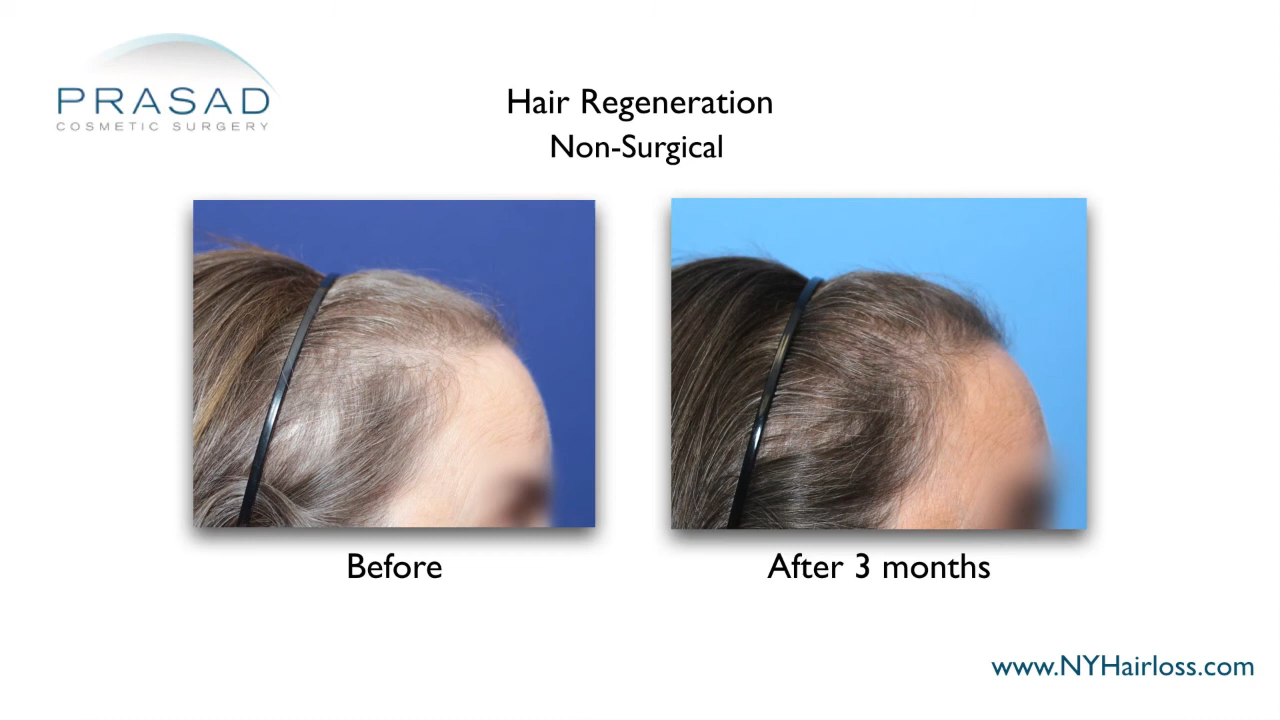 PRASAD
COSMETIC SURGERY
Hair Regeneration
Non-Surgical
Before
After 3 months
www.NYHairloss.com